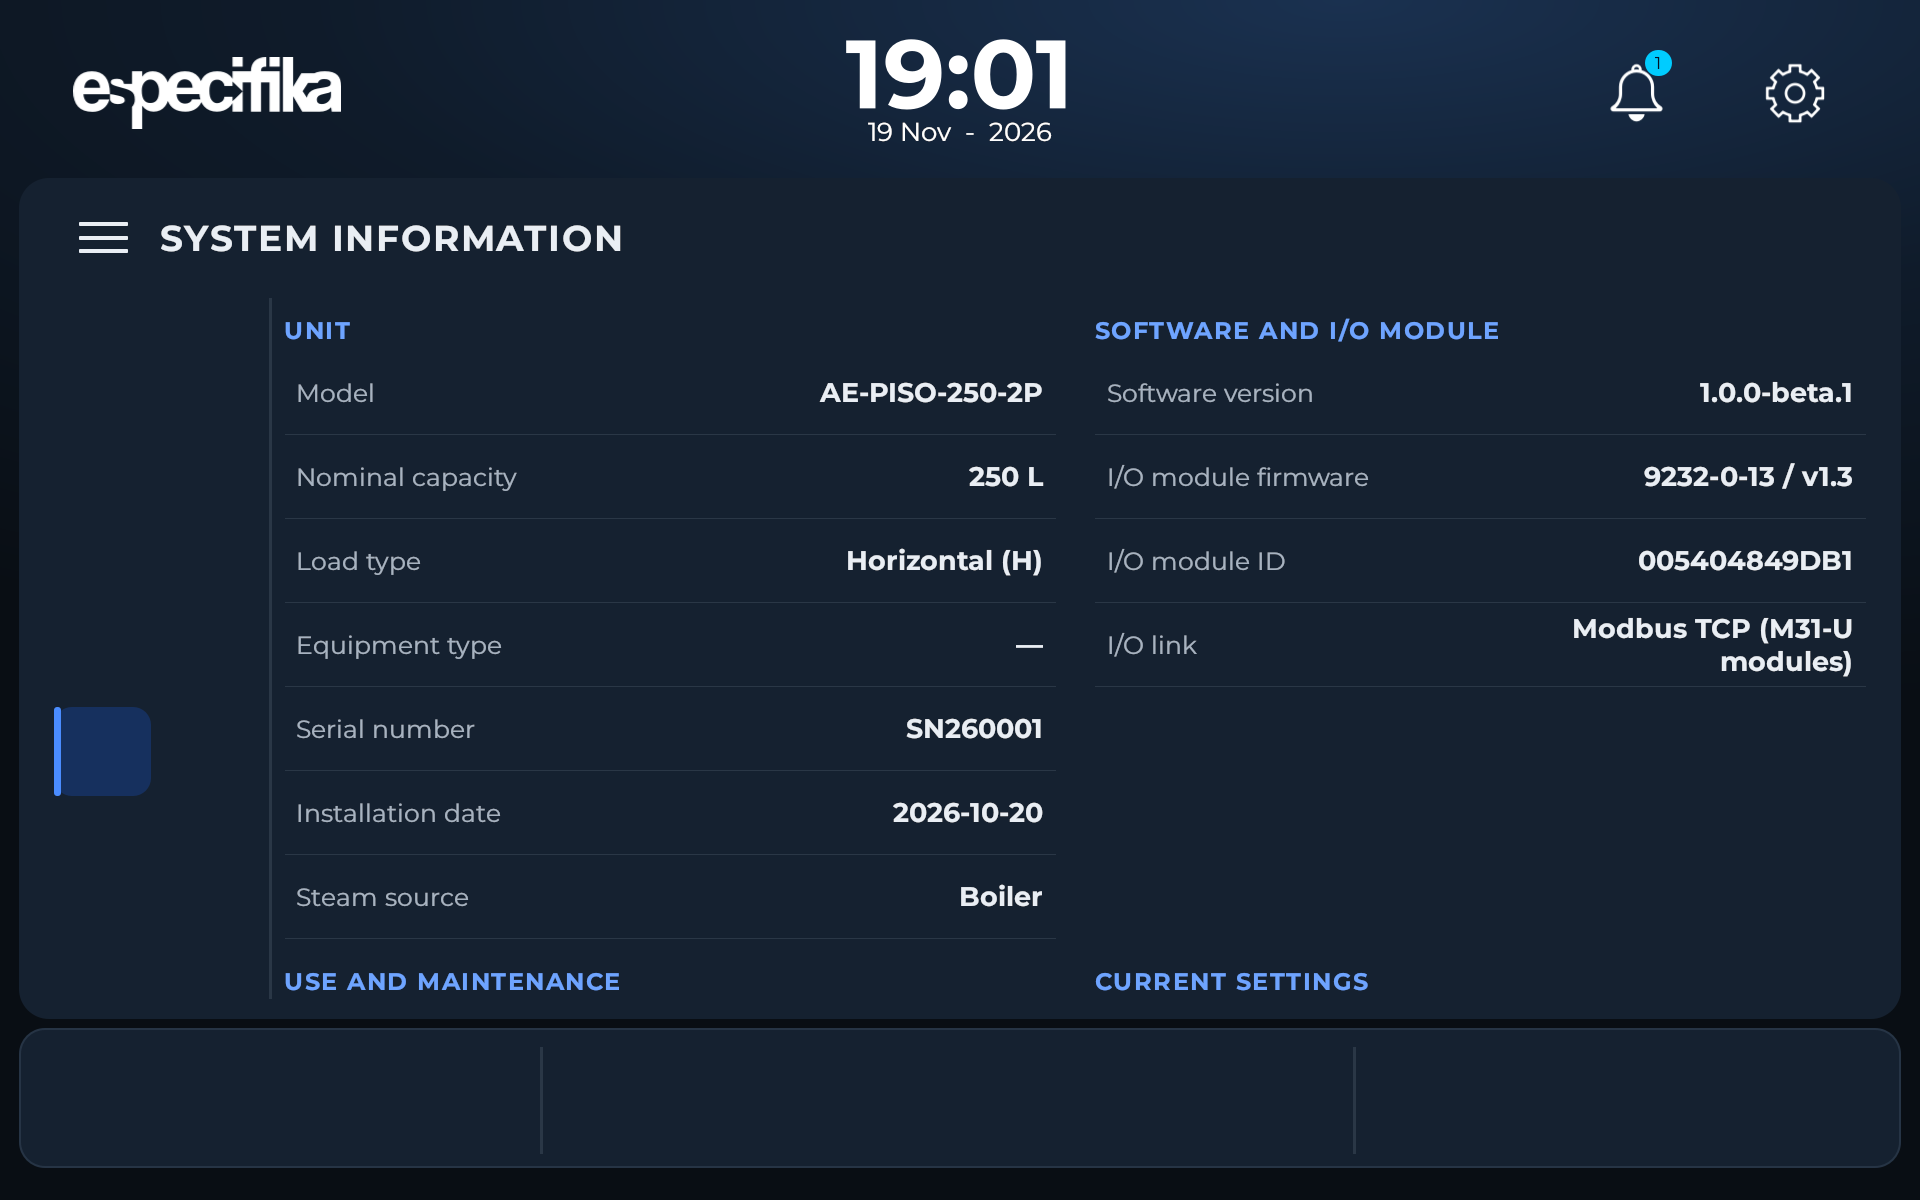 especifika
19:01
19 Nov - 2026
1
SYSTEM INFORMATION
UNIT
Model AE-PISO-250-2P
Nominal capacity 250 L
Load type Horizontal (H)
Equipment type —
Serial number SN260001
Installation date 2026-10-20
Steam source Boiler
SOFTWARE AND I/O MODULE
Software version 1.0.0-beta.1
I/O module firmware 9232-0-13 / v1.3
I/O module ID 005404849DB1
I/O link Modbus TCP (M31-U
modules)
USE AND MAINTENANCE
CURRENT SETTINGS